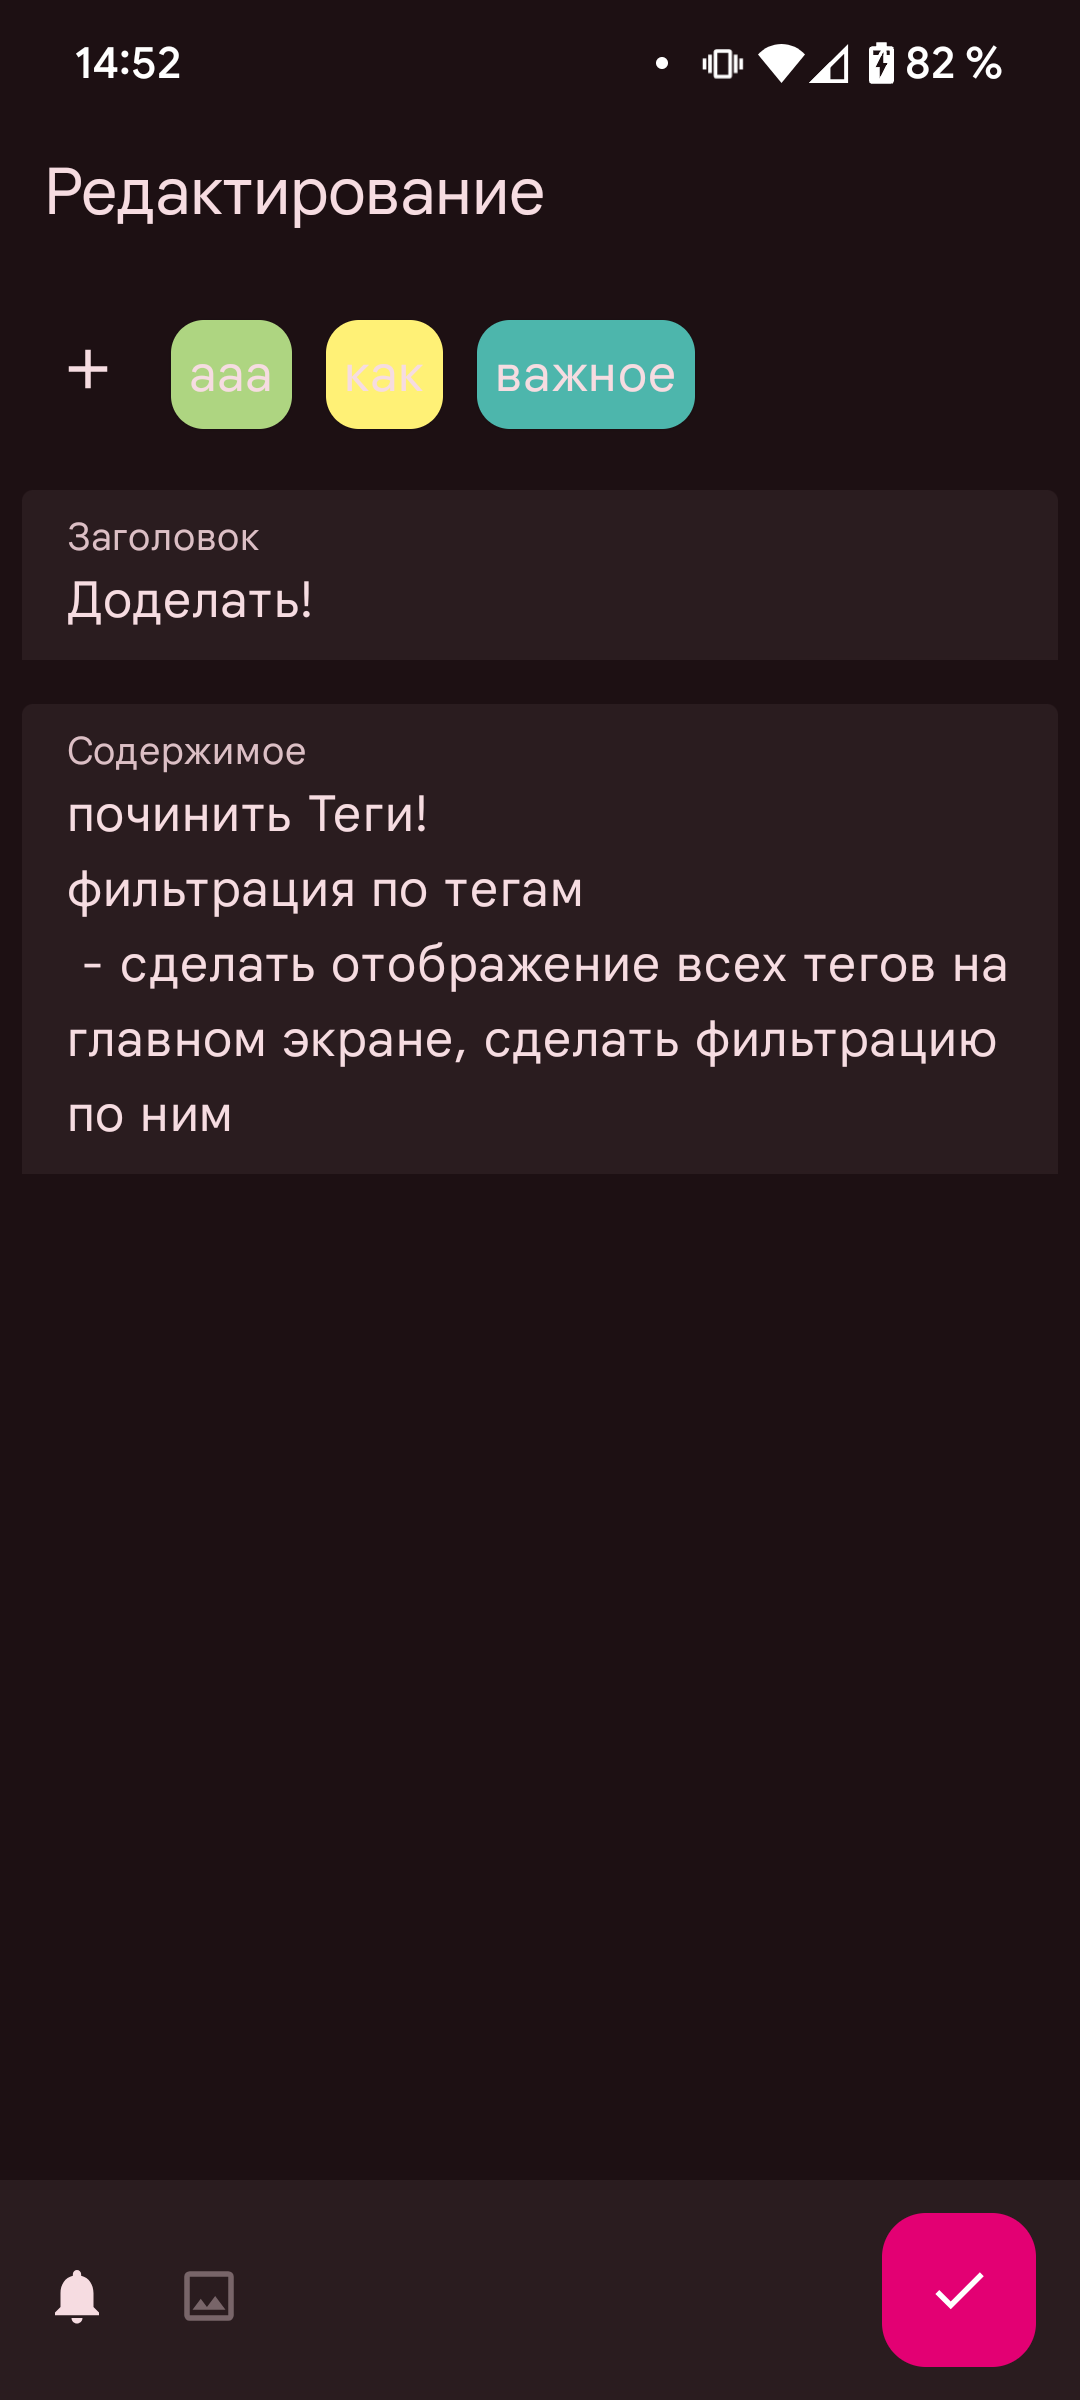 14:52 82 %
Редактирование
ааа как важное
Заголовок
Доделать!
Содержимое
починить Теги!
фильтрация по тегам
- сделать отображение всех тегов на
главном экране, сделать фильтрацию
по ним